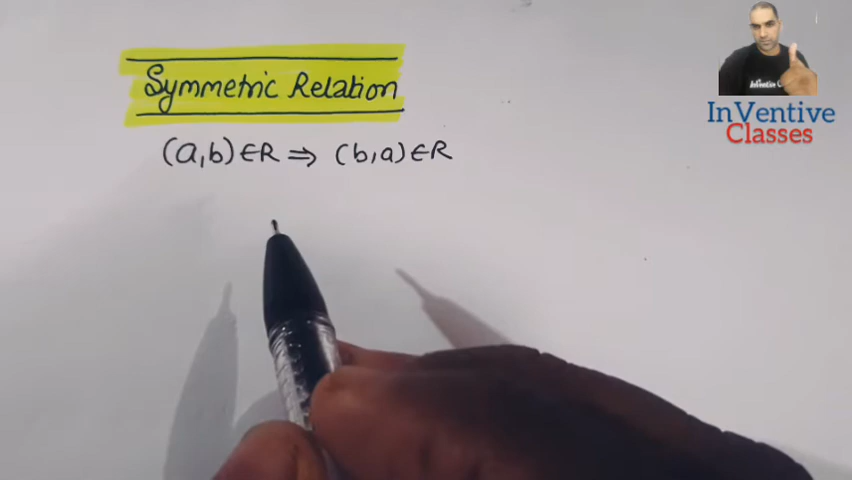 Symmetric Relation
(a,b)∈R ⇒ (b,a)∈R
InVentive
Classes